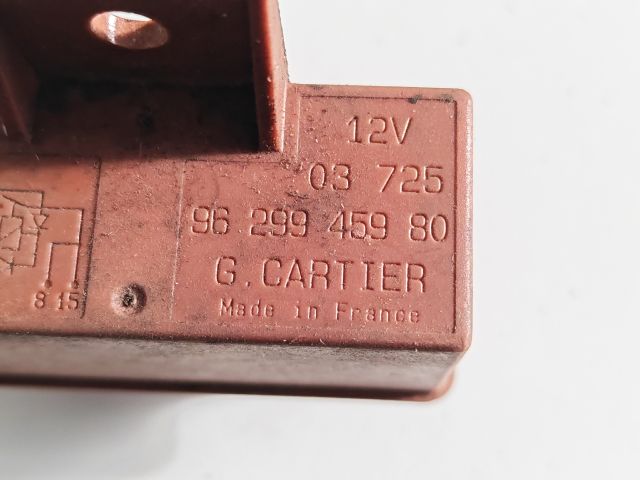 12V
03 725
96 299 459 80
G. CARTIER
Made in France
8 15